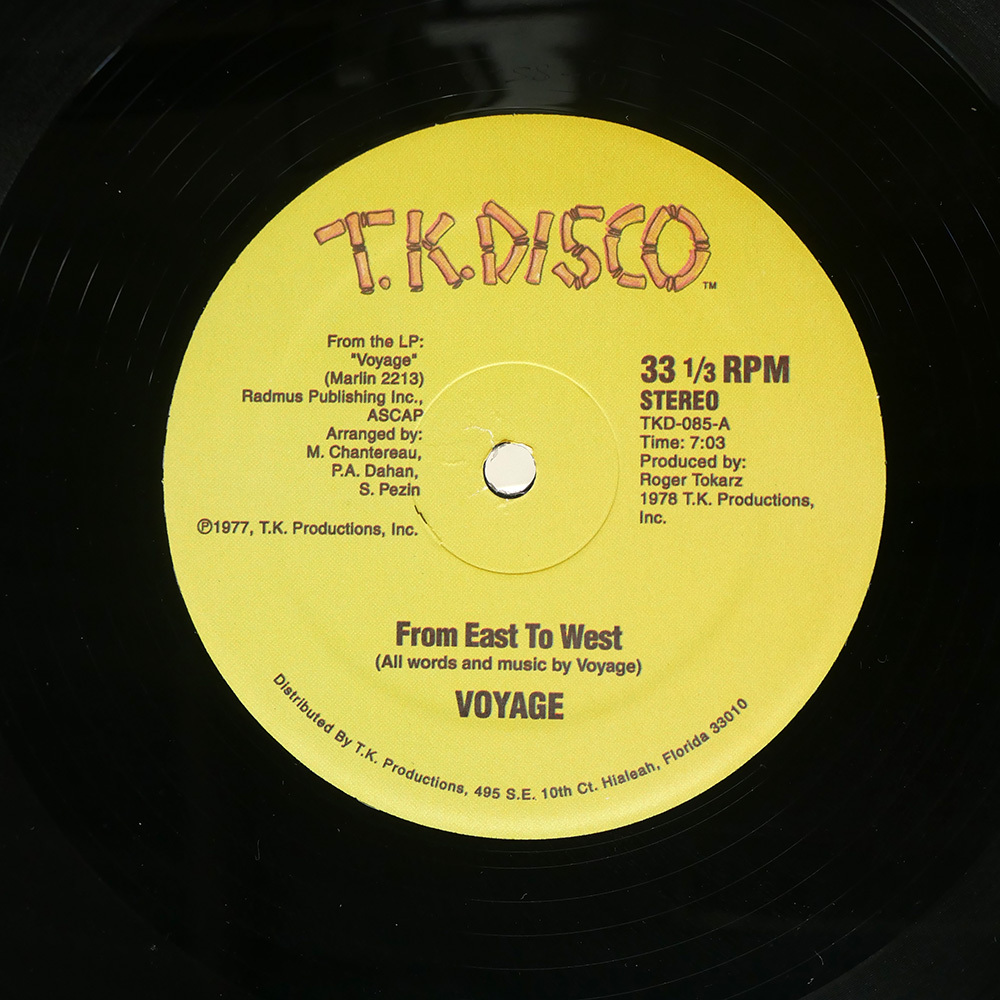 T.K.DISCO™
From the LP:
"Voyage"
(Marlin 2213)
Radmus Publishing Inc.,
ASCAP
Arranged by:
M. Chantereau,
P.A. Dahan,
S. Pezin
℗1977, T.K. Productions, Inc.
33 1/3 RPM
STEREO
TKD-085-A
Time: 7:03
Produced by:
Roger Tokarz
1978 T.K. Productions,
Inc.
From East To West
(All words and music by Voyage)
VOYAGE
Distributed By T.K. Productions, 495 S.E. 10th Ct. Hialeah, Florida 33010